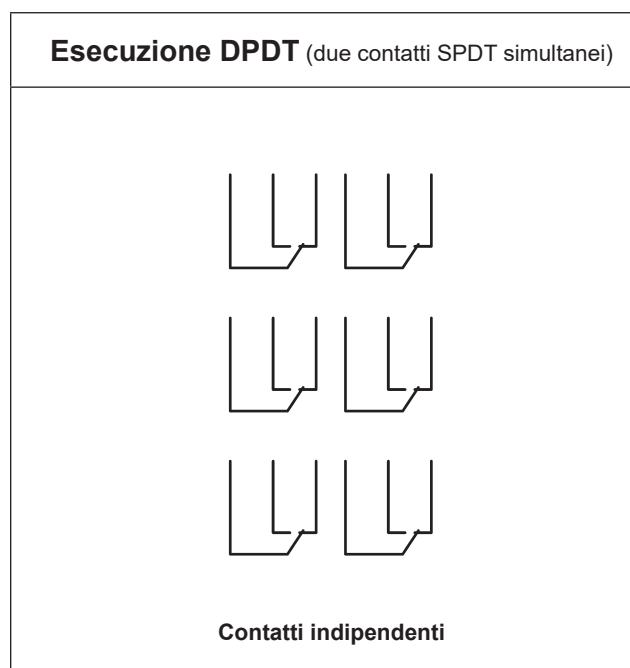 Esecuzione DPDT (due contatti SPDT simultanei)
Contatti indipendenti